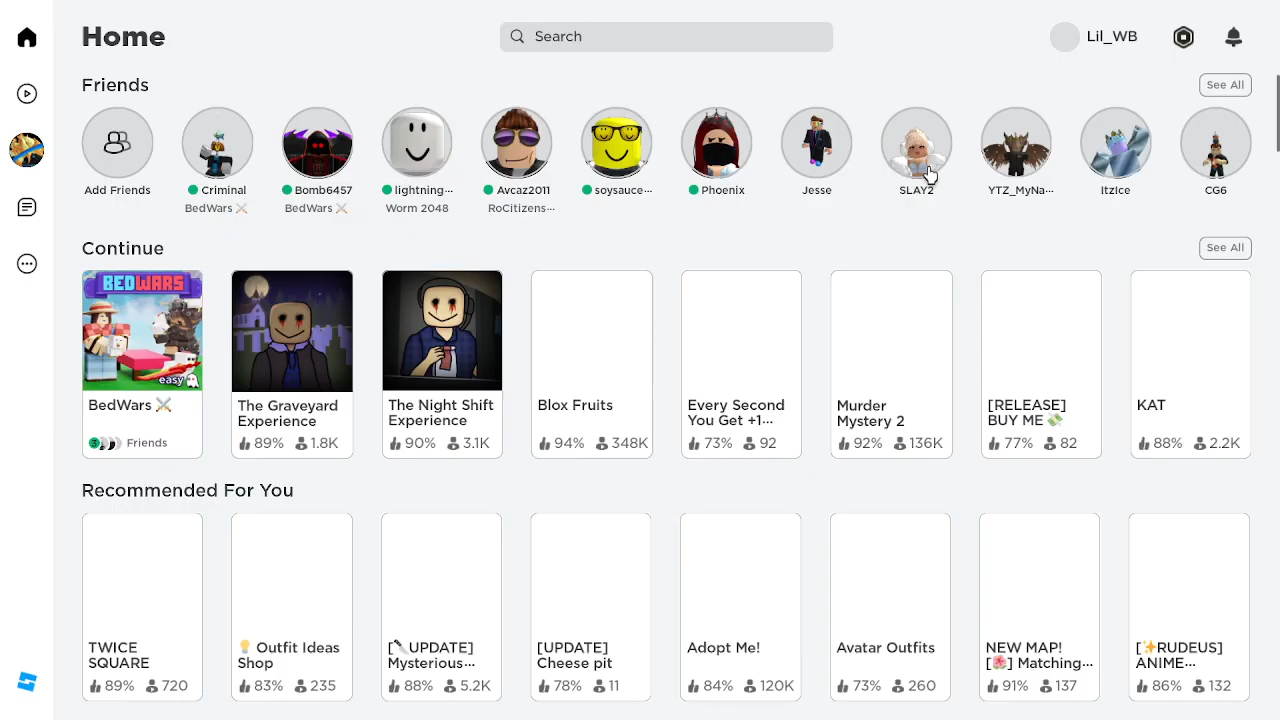 Home
Search
Lil_WB
Friends
See All
Add Friends
Criminal
BedWars ⚔️
Bomb6457
BedWars ⚔️
lightning···
Worm 2048
Avcaz2011
RoCitizens···
soysauce···
Phoenix
Jesse
SLAY2
YTZ_MyNa···
ItzIce
CG6
Continue
See All
BEDWARS
easy
BedWars ⚔️
3
Friends
The Graveyard
Experience
89% 1.8K
The Night Shift
Experience
90% 3.1K
Blox Fruits
94% 348K
Every Second
You Get +1···
73% 92
Murder
Mystery 2
92% 136K
[RELEASE]
BUY ME 💸
77% 82
KAT
88% 2.2K
Recommended For You
TWICE
SQUARE
89% 720
💡 Outfit Ideas
Shop
83% 235
[🔪UPDATE]
Mysterious···
88% 5.2K
[UPDATE]
Cheese pit
78% 11
Adopt Me!
84% 120K
Avatar Outfits
73% 260
NEW MAP!
[🌺] Matching···
91% 137
[✨RUDEUS]
ANIME···
86% 132